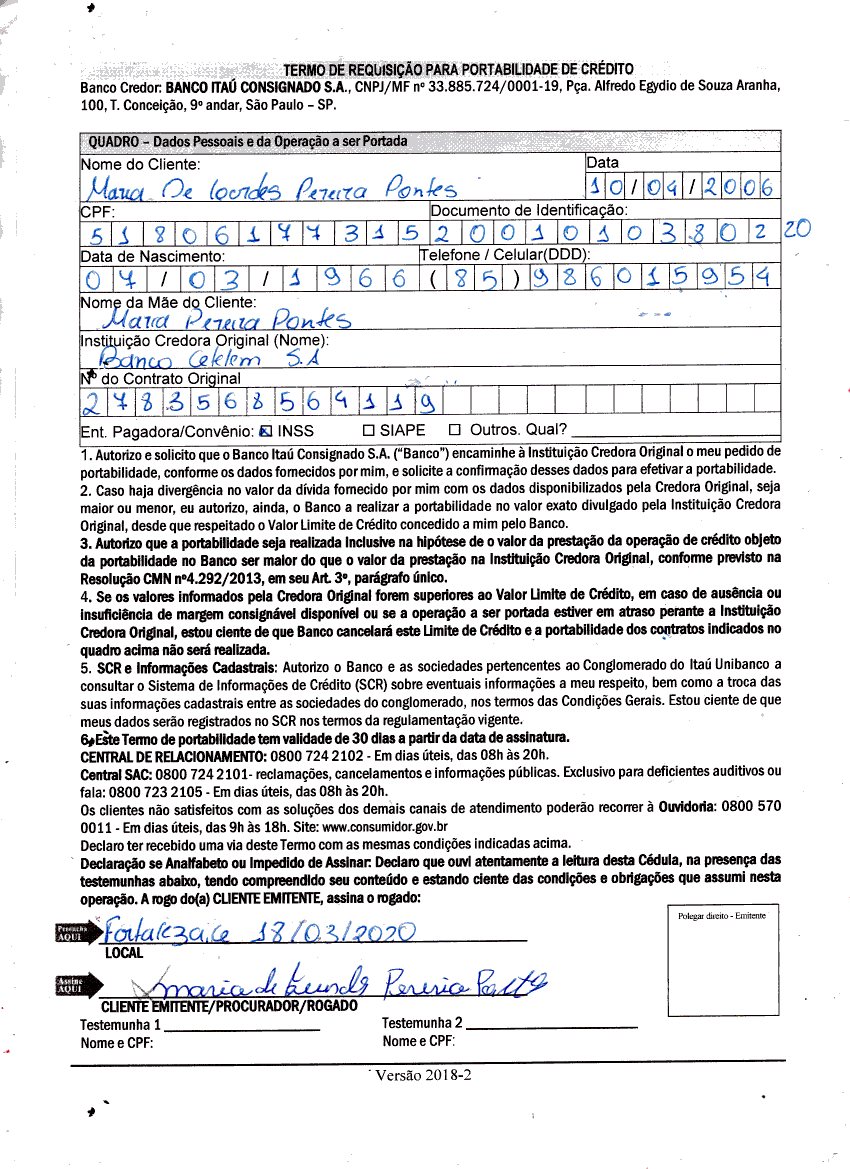 TERMO DE REQUISIÇÃO PARA PORTABILIDADE DE CRÉDITO
Banco Credor: BANCO ITAÚ CONSIGNADO S.A., CNPJ/MF nº 33.885.724/0001-19, Pça. Alfredo Egydio de Souza Aranha,
100, T. Conceição, 9º andar, São Paulo – SP.
QUADRO – Dados Pessoais e da Operação a ser Portada
Nome do Cliente: Data
Maria De Lourdes Pereira Pontes 10/04/2006
CPF: Documento de Identificação:
51806177315 2001010380220
Data de Nascimento: Telefone / Celular(DDD):
07/03/1966 (85)986015954
Nome da Mãe do Cliente:
Maria Pereira Pontes
Instituição Credora Original (Nome):
Banco Cetelem S.A
Nº do Contrato Original
2783568564119
Ent. Pagadora/Convênio: ☒ INSS ☐ SIAPE ☐ Outros. Qual?
1. Autorizo e solicito que o Banco Itaú Consignado S.A. (“Banco”) encaminhe à Instituição Credora Original o meu pedido de
portabilidade, conforme os dados fornecidos por mim, e solicite a confirmação desses dados para efetivar a portabilidade.
2. Caso haja divergência no valor da dívida fornecido por mim com os dados disponibilizados pela Credora Original, seja
maior ou menor, eu autorizo, ainda, o Banco a realizar a portabilidade no valor exato divulgado pela Instituição Credora
Original, desde que respeitado o Valor Limite de Crédito concedido a mim pelo Banco.
3. Autorizo que a portabilidade seja realizada inclusive na hipótese de o valor da prestação da operação de crédito objeto
da portabilidade no Banco ser maior do que o valor da prestação na Instituição Credora Original, conforme previsto na
Resolução CMN nº4.292/2013, em seu Art. 3º, parágrafo único.
4. Se os valores informados pela Credora Original forem superiores ao Valor Limite de Crédito, em caso de ausência ou
insuficiência de margem consignável disponível ou se a operação a ser portada estiver em atraso perante a Instituição
Credora Original, estou ciente de que Banco cancelará este Limite de Crédito e a portabilidade dos contratos indicados no
quadro acima não será realizada.
5. SCR e Informações Cadastrais: Autorizo o Banco e as sociedades pertencentes ao Conglomerado do Itaú Unibanco a
consultar o Sistema de Informações de Crédito (SCR) sobre eventuais informações a meu respeito, bem como a troca das
suas informações cadastrais entre as sociedades do conglomerado, nos termos das Condições Gerais. Estou ciente de que
meus dados serão registrados no SCR nos termos da regulamentação vigente.
6. Este Termo de portabilidade tem validade de 30 dias a partir da data de assinatura.
CENTRAL DE RELACIONAMENTO: 0800 724 2102 - Em dias úteis, das 08h às 20h.
Central SAC: 0800 724 2101- reclamações, cancelamentos e informações públicas. Exclusivo para deficientes auditivos ou
fala: 0800 723 2105 - Em dias úteis, das 08h às 20h.
Os clientes não satisfeitos com as soluções dos demais canais de atendimento poderão recorrer à Ouvidoria: 0800 570
0011 - Em dias úteis, das 9h às 18h. Site: www.consumidor.gov.br
Declaro ter recebido uma via deste Termo com as mesmas condições indicadas acima.
Declaração se Analfabeto ou Impedido de Assinar: Declaro que ouvi atentamente a leitura desta Cédula, na presença das
testemunhas abaixo, tendo compreendido seu conteúdo e estando ciente das condições e obrigações que assumi nesta
operação. A rogo do(a) CLIENTE EMITENTE, assina o rogado:
Polegar direito - Emitente
Preencha AQUI Fortaleza, ce 18/03/2020
LOCAL
Assine AQUI maria de Lourdes Pereria Ponts
CLIENTE EMITENTE/PROCURADOR/ROGADO
Testemunha 1 Testemunha 2
Nome e CPF: Nome e CPF:
Versão 2018-2